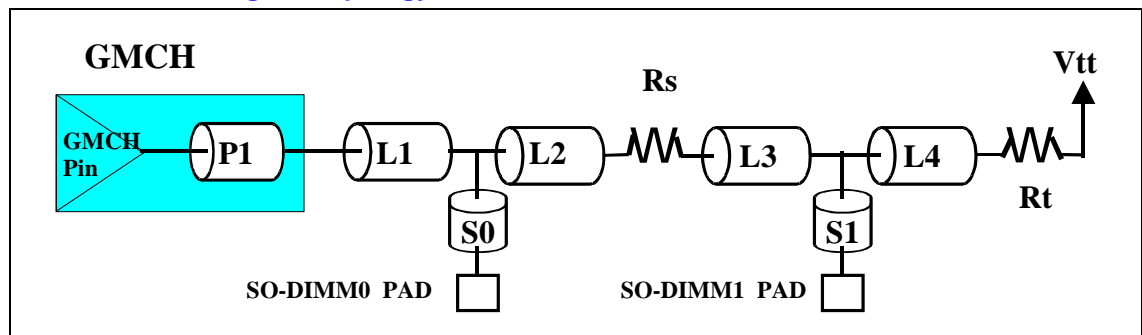 GMCH
Vtt
Rs
GMCH
Pin
P1
L1
L2
L3
L4
Rt
S0
S1
SO-DIMM0 PAD
SO-DIMM1 PAD